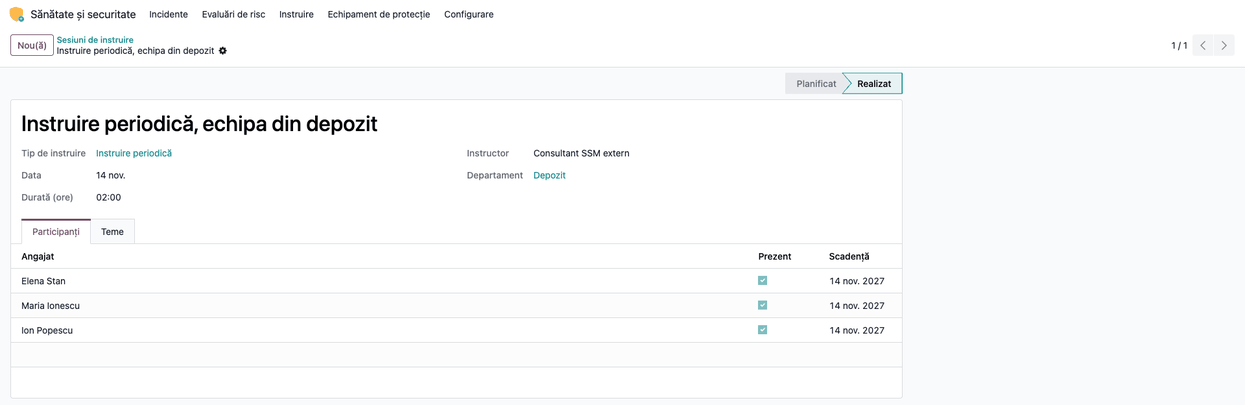 Sănătate și securitate Incidente Evaluări de risc Instruire Echipament de protecție Configurare
Nou(ă) Sesiuni de instruire
Instruire periodică, echipa din depozit 1 / 1
Planificat Realizat
Instruire periodică, echipa din depozit
Tip de instruire Instruire periodică Instructor Consultant SSM extern
Data 14 nov. Departament Depozit
Durată (ore) 02:00
Participanți Teme
Angajat Prezent Scadență
Elena Stan 14 nov. 2027
Maria Ionescu 14 nov. 2027
Ion Popescu 14 nov. 2027